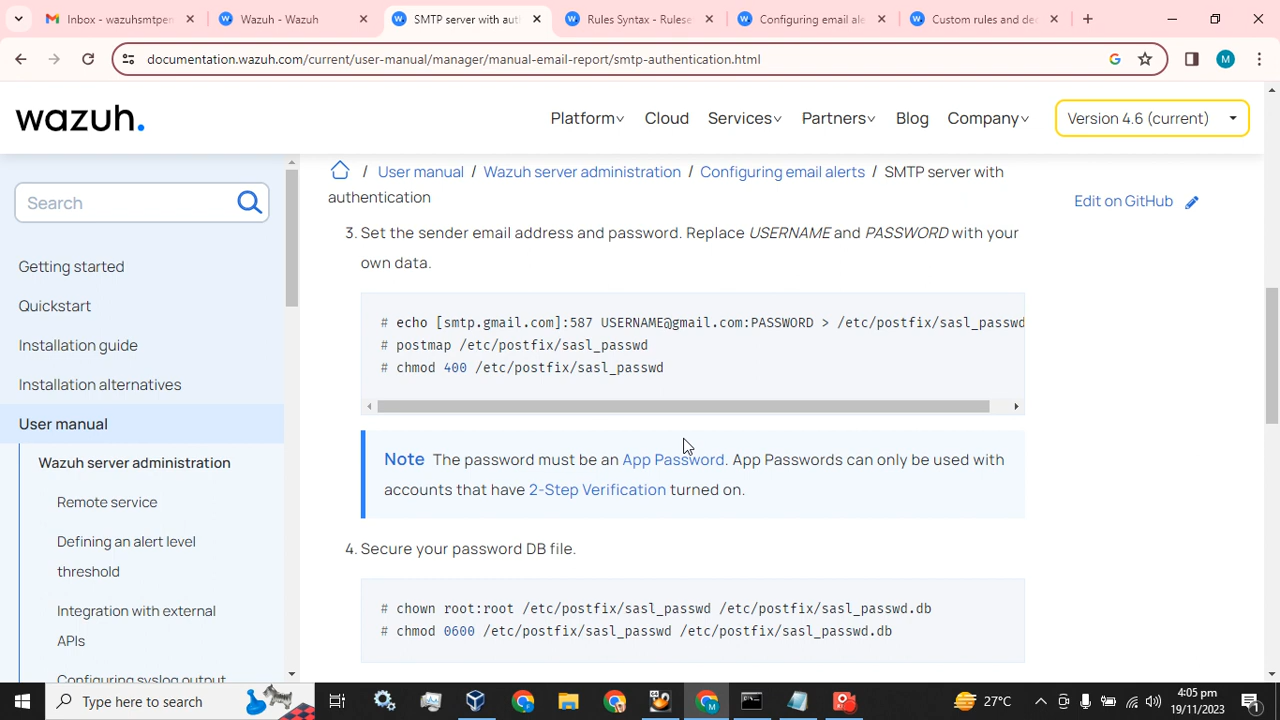 Inbox - wazuhsmtpen
Wazuh - Wazuh
SMTP server with aut
Rules Syntax - Rulese
Configuring email ale
Custom rules and dec
documentation.wazuh.com/current/user-manual/manager/manual-email-report/smtp-authentication.html
M
wazuh.
Platform
Cloud
Services
Partners
Blog
Company
Version 4.6 (current)
Search
Getting started
Quickstart
Installation guide
Installation alternatives
User manual
Wazuh server administration
Remote service
Defining an alert level
threshold
Integration with external
APIs
Configuring syslog output
/ User manual / Wazuh server administration / Configuring email alerts / SMTP server with
authentication
Edit on GitHub
3. Set the sender email address and password. Replace USERNAME and PASSWORD with your
own data.
# echo [smtp.gmail.com]:587 USERNAME@gmail.com:PASSWORD > /etc/postfix/sasl_passwd
# postmap /etc/postfix/sasl_passwd
# chmod 400 /etc/postfix/sasl_passwd
Note The password must be an App Password. App Passwords can only be used with
accounts that have 2-Step Verification turned on.
4. Secure your password DB file.
# chown root:root /etc/postfix/sasl_passwd /etc/postfix/sasl_passwd.db
# chmod 0600 /etc/postfix/sasl_passwd /etc/postfix/sasl_passwd.db
Type here to search
27°C
4:05 pm
19/11/2023